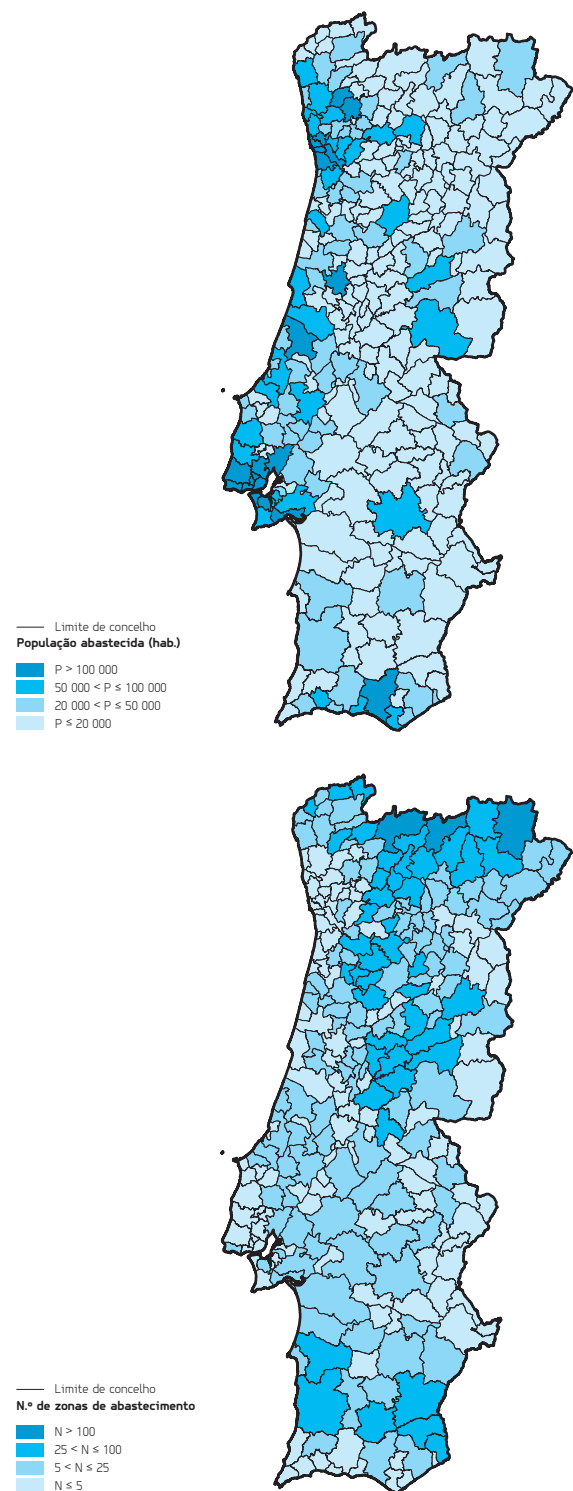 Limite de concelho
População abastecida (hab.)
P > 100 000
50 000 < P ≤ 100 000
20 000 < P ≤ 50 000
P ≤ 20 000
Limite de concelho
N.º de zonas de abastecimento
N > 100
25 < N ≤ 100
5 < N ≤ 25
N ≤ 5